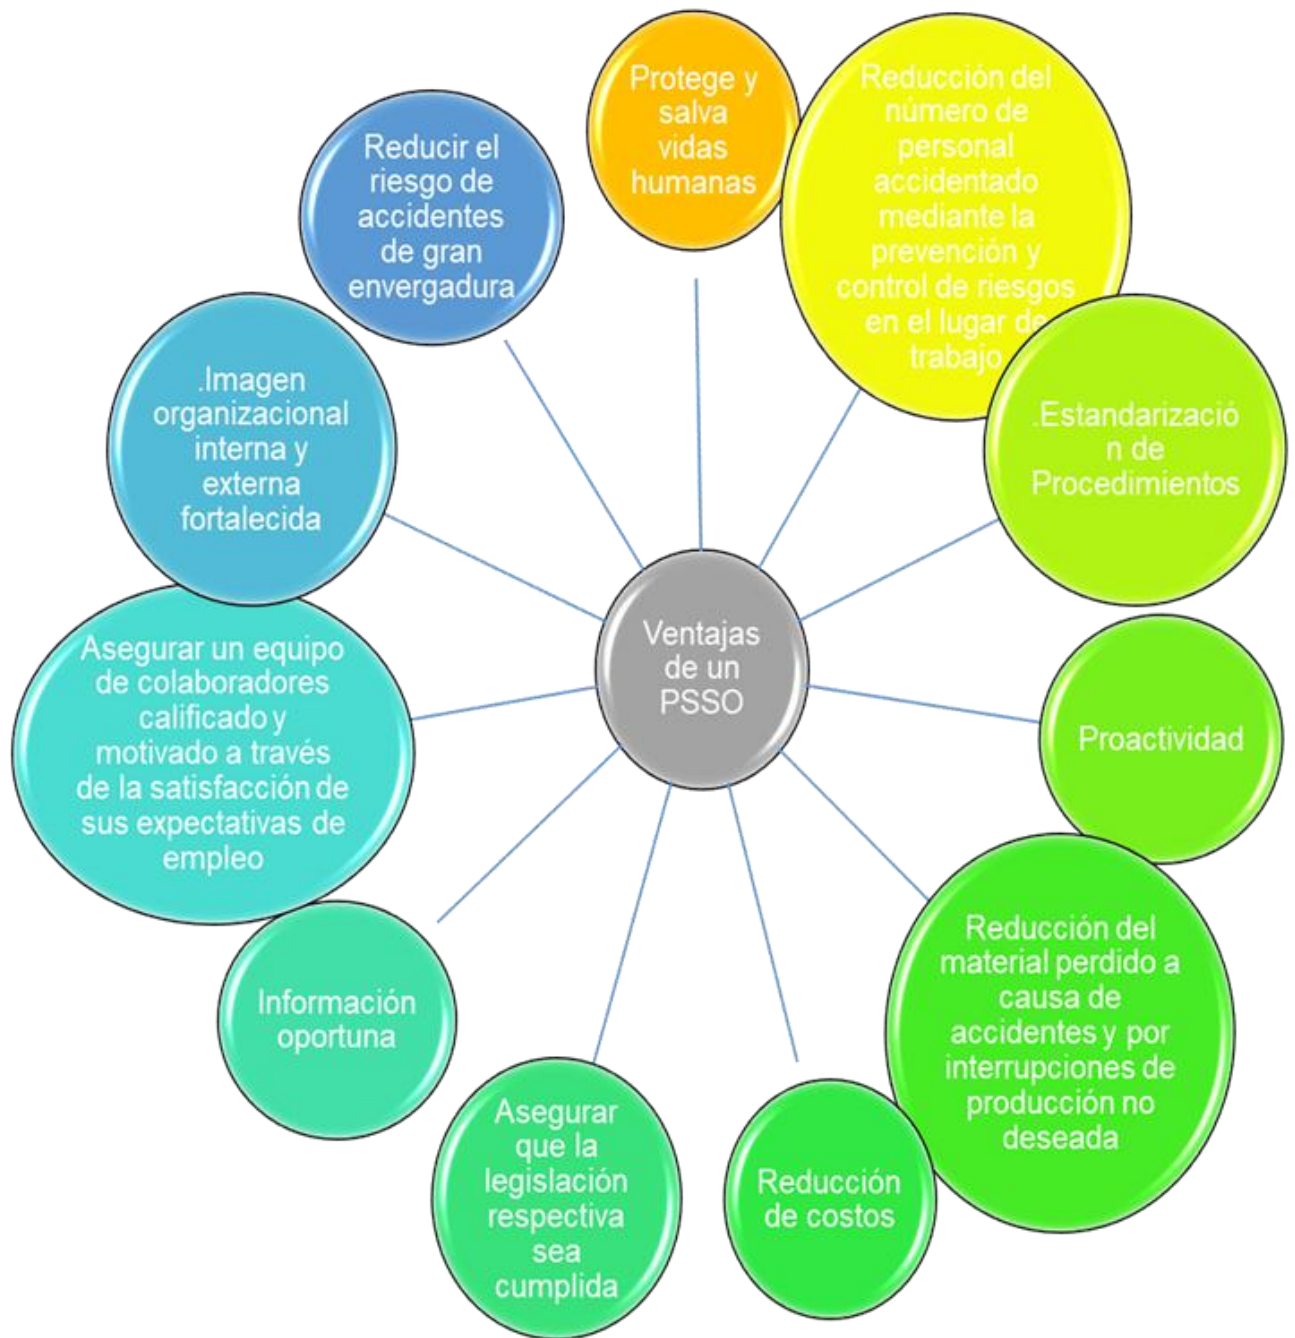 Protege y
salva
vidas
humanas
Reducción del
número de
personal
accidentado
mediante la
prevención y
control de riesgos
en el lugar de
trabajo
.Estandarizació
n de
Procedimientos
Proactividad
Reducción del
material perdido a
causa de
accidentes y por
interrupciones de
producción no
deseada
Reducción
de costos
Asegurar
que la
legislación
respectiva
sea
cumplida
Información
oportuna
Asegurar un equipo
de colaboradores
calificado y
motivado a través
de la satisfacción de
sus expectativas de
empleo
.Imagen
organizacional
interna y
externa
fortalecida
Reducir el
riesgo de
accidentes
de gran
envergadura
Ventajas
de un
PSSO